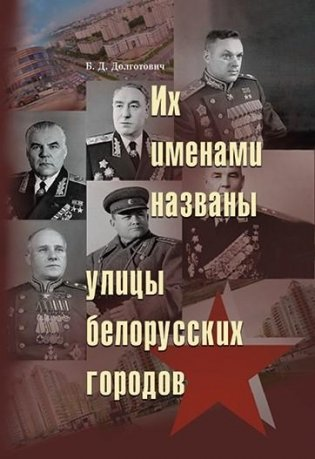 Б. Д. Долготович
Их
именами
названы
улицы
белорусских
городов